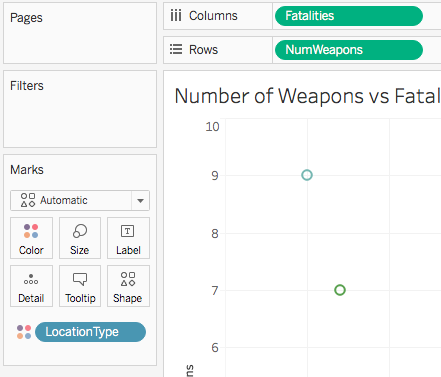 Pages
Columns
Fatalities
Rows
NumWeapons
Filters
Marks
Automatic
Color
Size
Label
Detail
Tooltip
Shape
LocationType
Number of Weapons vs Fatal
10
9
8
7
6
ns